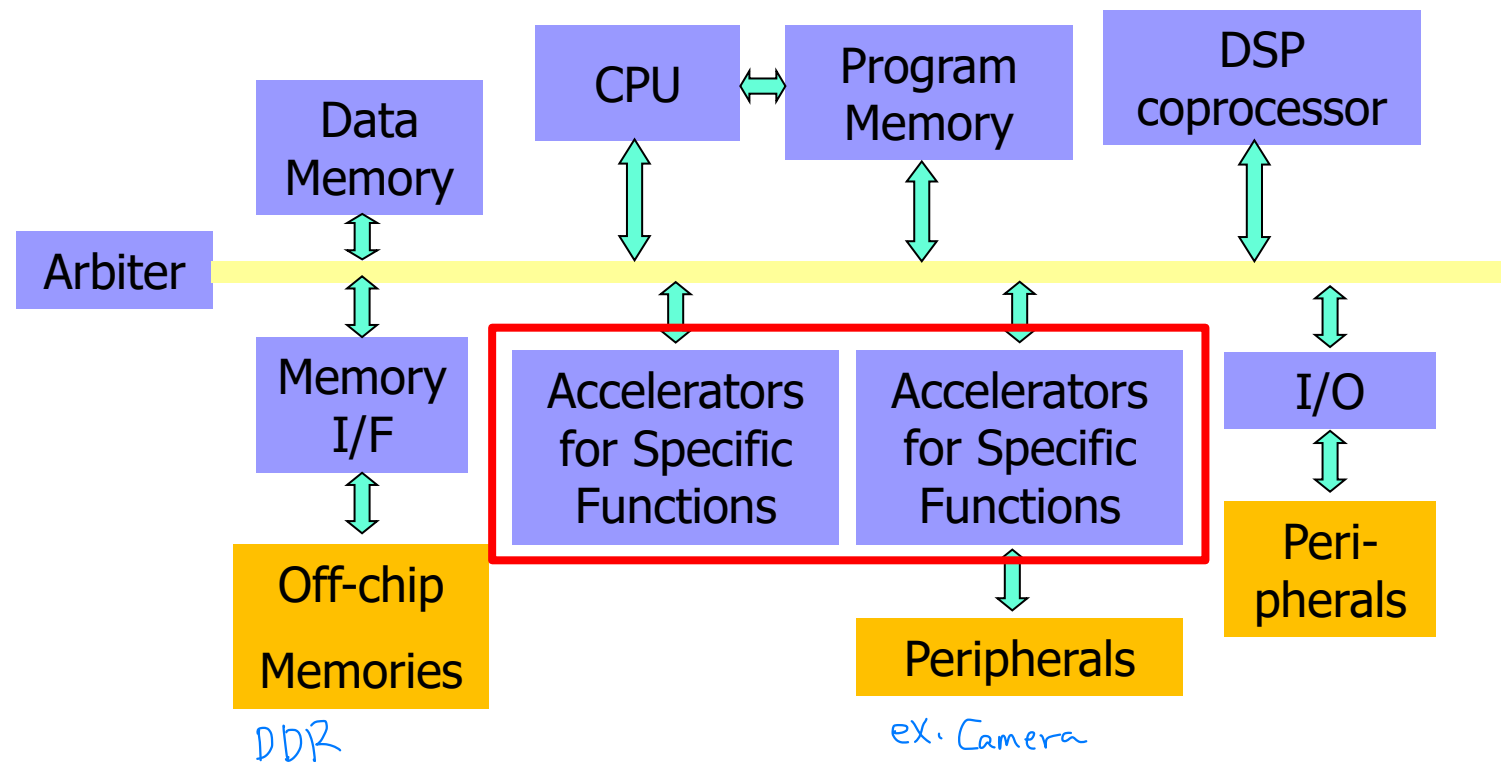 CPU
Program
Memory
DSP
coprocessor
Data
Memory
Arbiter
Memory
I/F
Accelerators
for Specific
Functions
Accelerators
for Specific
Functions
I/O
Off-chip
Memories
Peripherals
Peri-
pherals
DDR
ex. Camera